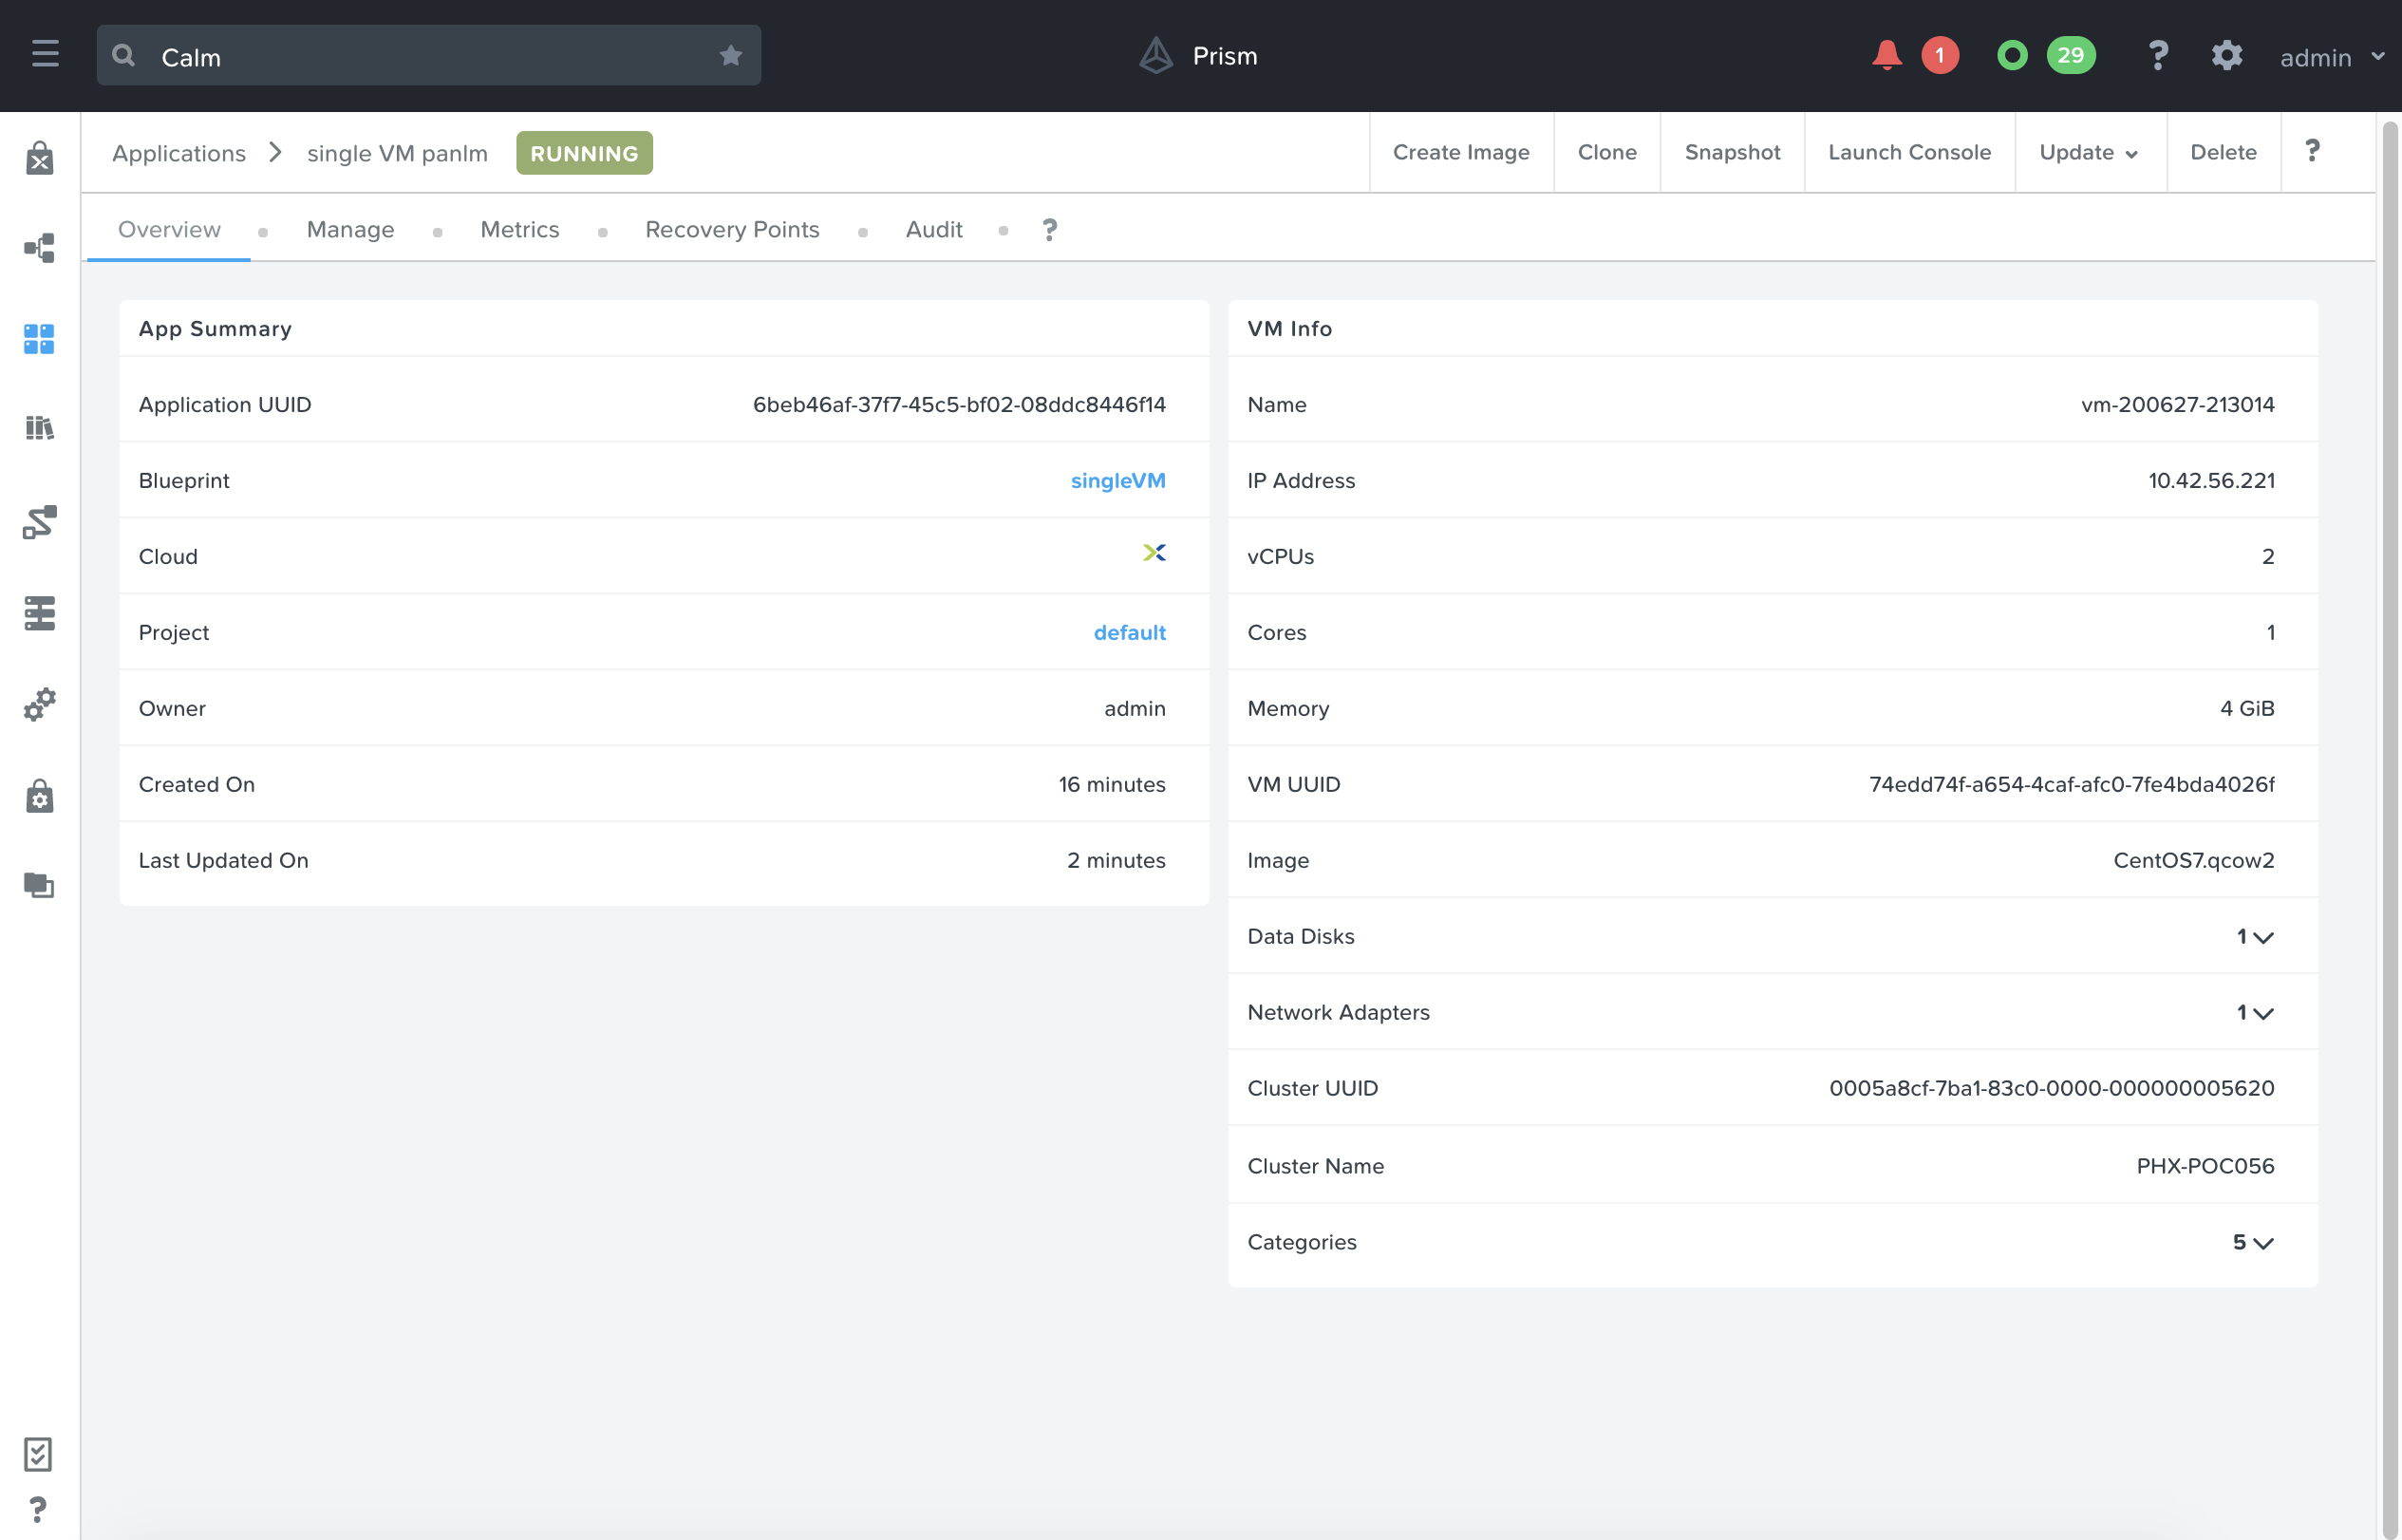 Calm
Prism
1
29
?
admin
Applications
single VM panlm
RUNNING
Create Image
Clone
Snapshot
Launch Console
Update
Delete
?
Overview
Manage
Metrics
Recovery Points
Audit
?
App Summary
Application UUID 6beb46af-37f7-45c5-bf02-08ddc8446f14
Blueprint singleVM
Cloud
Project default
Owner admin
Created On 16 minutes
Last Updated On 2 minutes
VM Info
Name vm-200627-213014
IP Address 10.42.56.221
vCPUs 2
Cores 1
Memory 4 GiB
VM UUID 74edd74f-a654-4caf-afc0-7fe4bda4026f
Image CentOS7.qcow2
Data Disks 1
Network Adapters 1
Cluster UUID 0005a8cf-7ba1-83c0-0000-000000005620
Cluster Name PHX-POC056
Categories 5
?